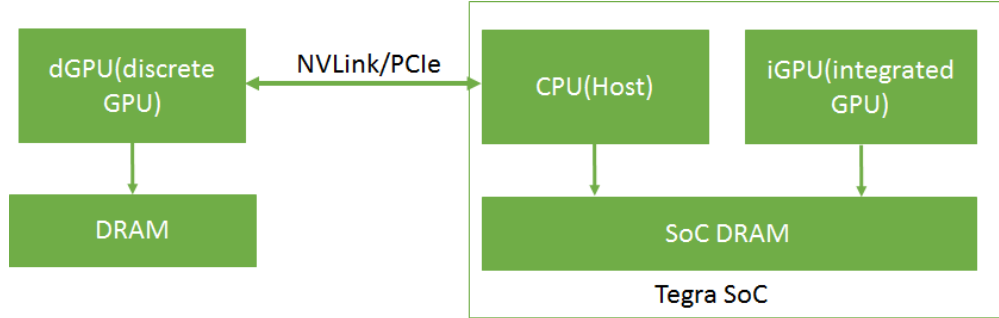 dGPU(discrete
GPU)
NVLink/PCIe
CPU(Host)
iGPU(integrated
GPU)
DRAM
SoC DRAM
Tegra SoC